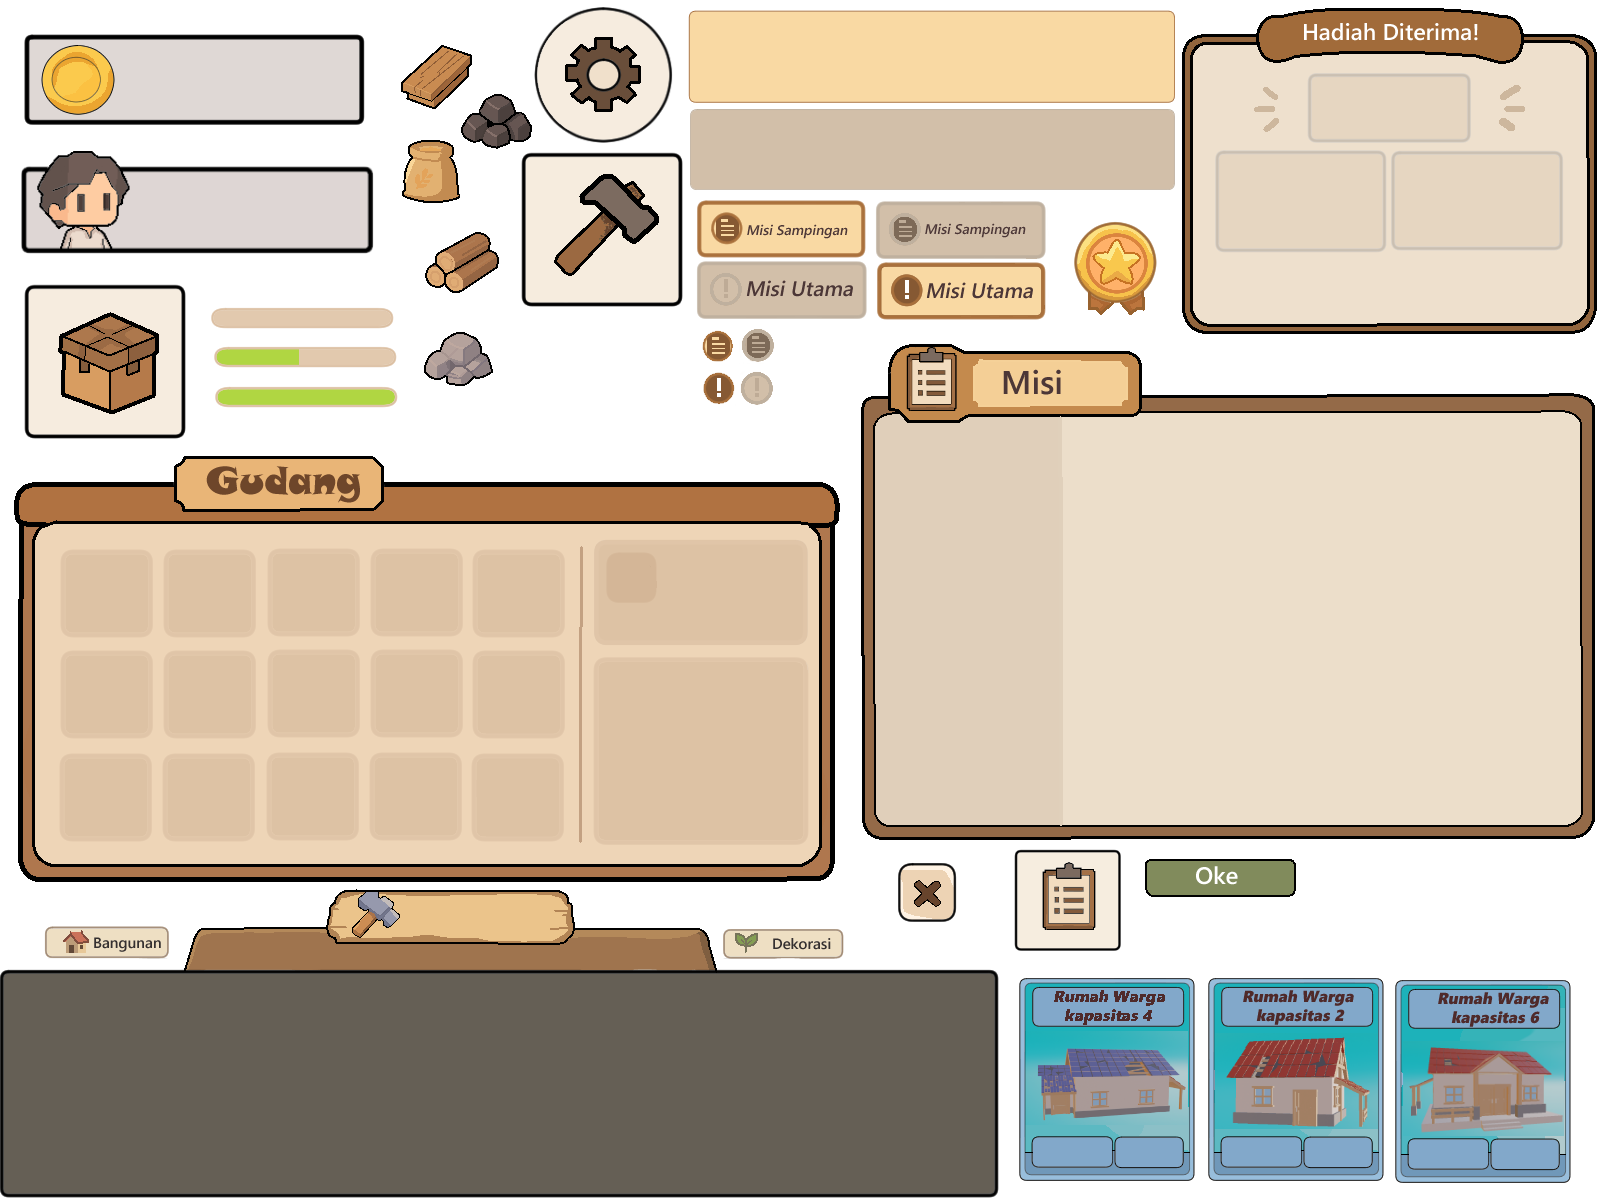 Hadiah Diterima!
Misi Sampingan
Misi Sampingan
Misi Utama
Misi Utama
Misi
Gudang
Oke
Bangunan
Dekorasi
Rumah Warga
kapasitas 4
Rumah Warga
kapasitas 2
Rumah Warga
kapasitas 6